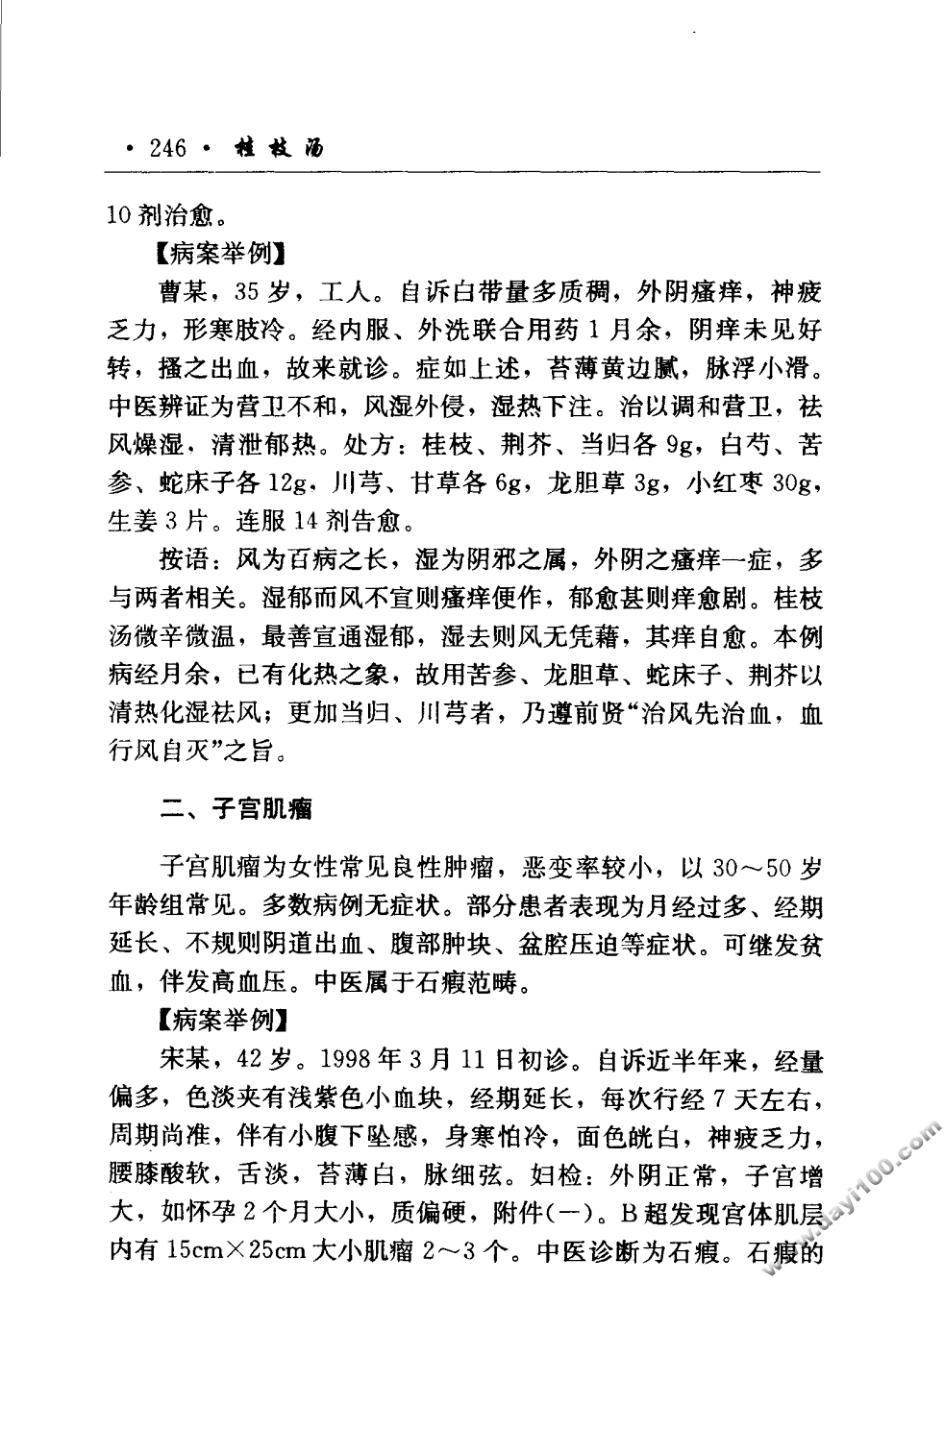 · 246 · 桂枝汤
10 剂治愈。
【病案举例】
曹某，35 岁，工人。自诉白带量多质稠，外阴瘙痒，神疲
乏力，形寒肢冷。经内服、外洗联合用药 1 月余，阴痒未见好
转，搔之出血，故来就诊。症如上述，苔薄黄边腻，脉浮小滑。
中医辨证为营卫不和，风湿外侵，湿热下注。治以调和营卫，祛
风燥湿，清泄郁热。处方：桂枝、荆芥、当归各 9g，白芍、苦
参、蛇床子各 12g，川芎、甘草各 6g，龙胆草 3g，小红枣 30g，
生姜 3 片。连服 14 剂告愈。
按语：风为百病之长，湿为阴邪之属，外阴之瘙痒一症，多
与两者相关。湿郁而风不宣则瘙痒便作，郁愈甚则痒愈剧。桂枝
汤微辛微温，最善宣通湿郁，湿去则风无凭藉，其痒自愈。本例
病经月余，已有化热之象，故用苦参、龙胆草、蛇床子、荆芥以
清热化湿祛风；更加当归、川芎者，乃遵前贤“治风先治血，血
行风自灭”之旨。
二、子宫肌瘤
子宫肌瘤为女性常见良性肿瘤，恶变率较小，以 30～50 岁
年龄组常见。多数病例无症状。部分患者表现为月经过多、经期
延长、不规则阴道出血、腹部肿块、盆腔压迫等症状。可继发贫
血，伴发高血压。中医属于石瘕范畴。
【病案举例】
宋某，42 岁。1998 年 3 月 11 日初诊。自诉近半年来，经量
偏多，色淡夹有浅紫色小血块，经期延长，每次行经 7 天左右，
周期尚准，伴有小腹下坠感，身寒怕冷，面色㿠白，神疲乏力，
腰膝酸软，舌淡，苔薄白，脉细弦。妇检：外阴正常，子宫增
大，如怀孕 2 个月大小，质偏硬，附件(－)。B 超发现宫体肌层
内有 15cm×25cm 大小肌瘤 2～3 个。中医诊断为石瘕。石瘕的
www.dayi100.com